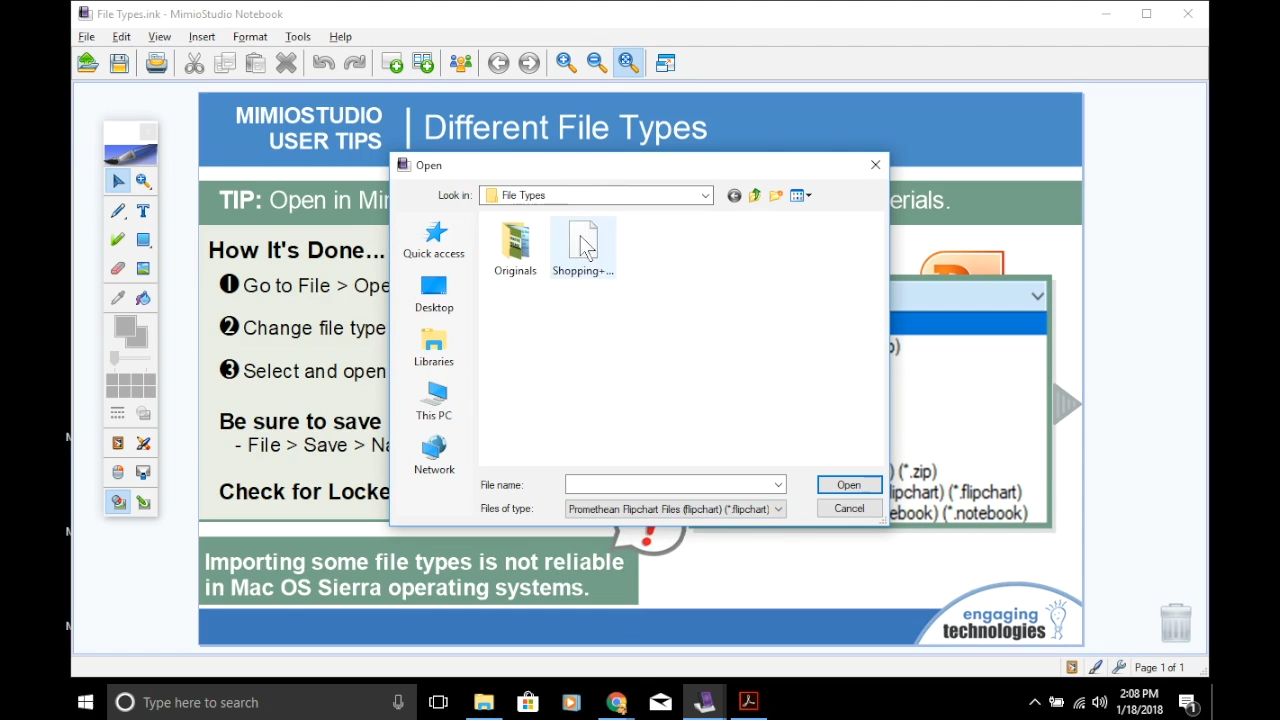 File Types.ink - MimioStudio Notebook
File Edit View Insert Format Tools Help
MIMIOSTUDIO
USER TIPS
Different File Types
TIP: Open in Mi
erials.
How It's Done...
❶ Go to File > Ope
❷ Change file type
❸ Select and open
Be sure to save
- File > Save > Na
Check for Locke
Importing some file types is not reliable
in Mac OS Sierra operating systems.
Open
Look in: File Types
Quick access
Desktop
Libraries
This PC
Network
Originals
Shopping+...
File name:
Open
Files of type: Promethean Flipchart Files (flipchart) (*.flipchart)
Cancel
) (*.zip)
lipchart) (*.flipchart)
ebook) (*.notebook)
!
engaging
technologies
Page 1 of 1
Type here to search
2:08 PM
1/18/2018
1